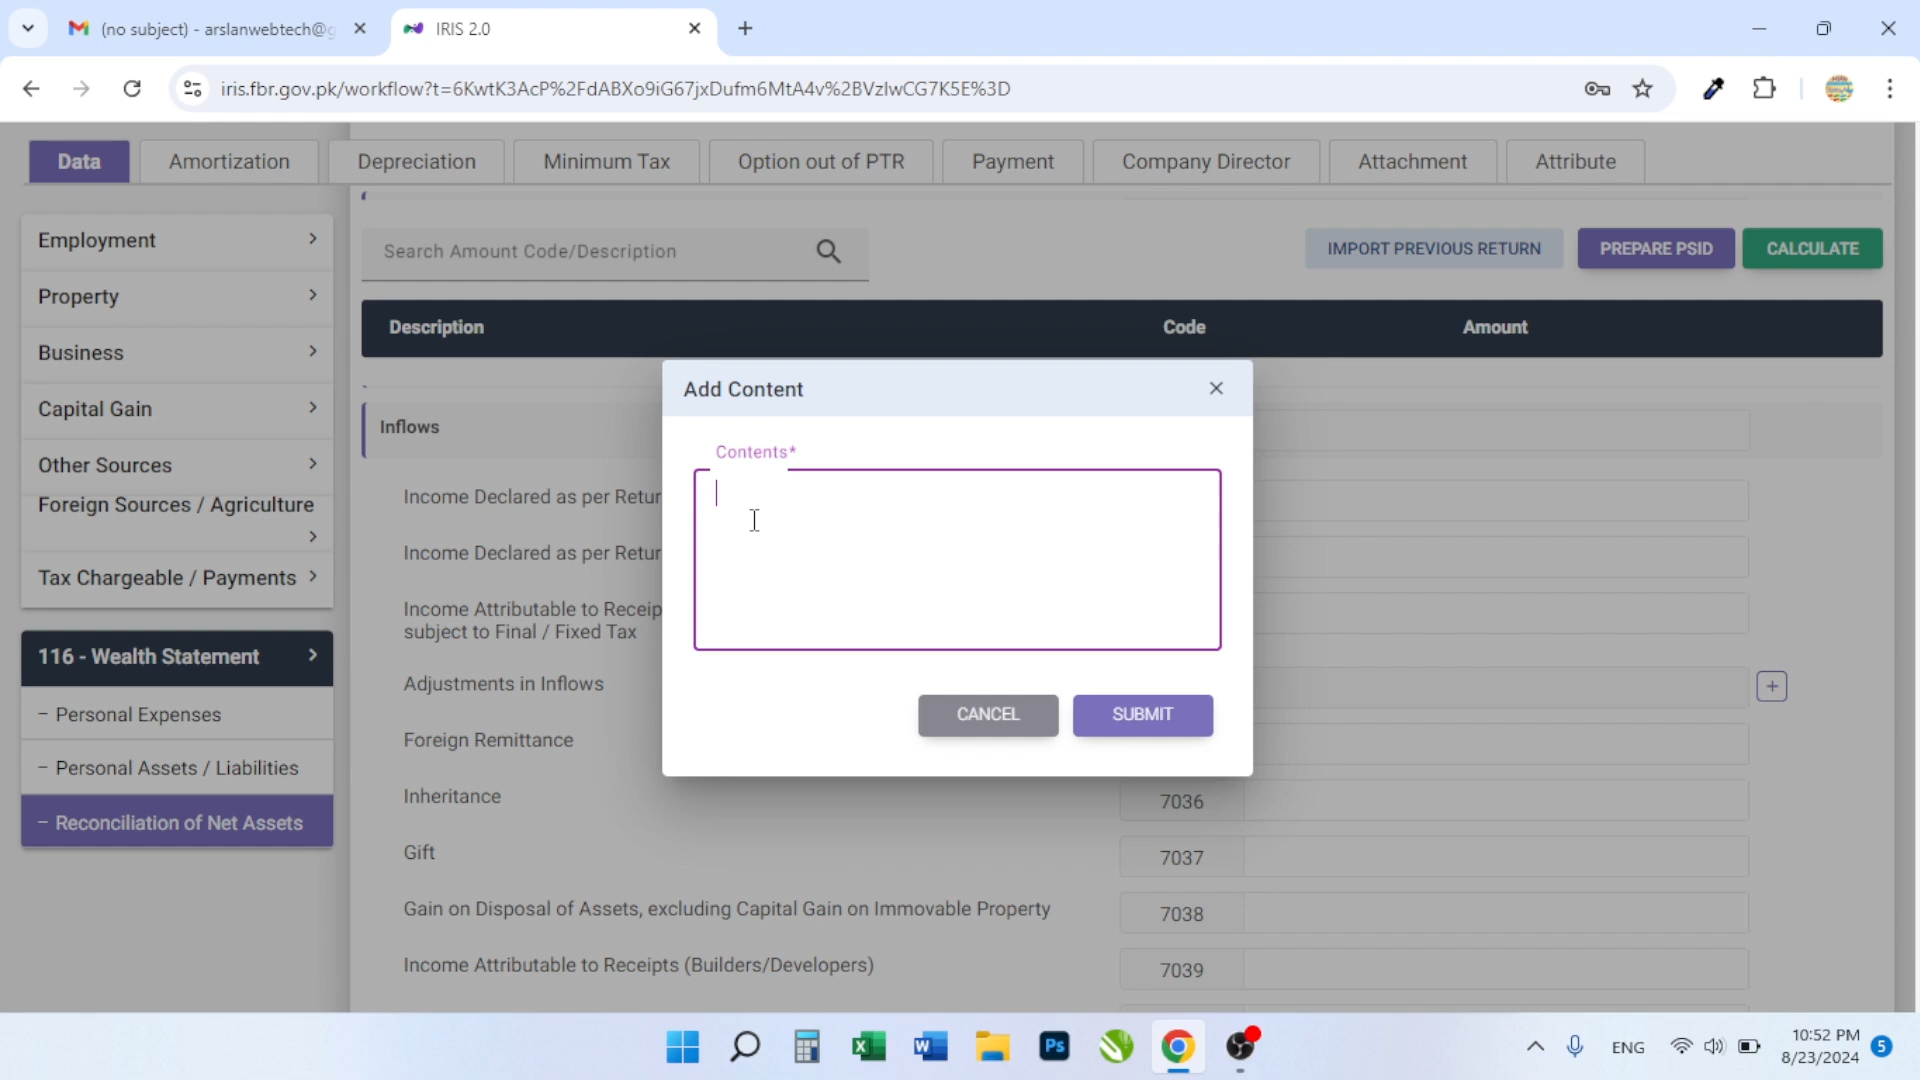 (no subject) - arslanwebtech@g
IRIS 2.0
iris.fbr.gov.pk/workflow?t=6KwtK3AcP%2FdABXo9iG67jxDufm6MtA4v%2BVzIwCG7K5E%3D
Data
Amortization
Depreciation
Minimum Tax
Option out of PTR
Payment
Company Director
Attachment
Attribute
Employment
Property
Business
Capital Gain
Other Sources
Foreign Sources / Agriculture
Tax Chargeable / Payments
116 - Wealth Statement
– Personal Expenses
– Personal Assets / Liabilities
– Reconciliation of Net Assets
Search Amount Code/Description
IMPORT PREVIOUS RETURN
PREPARE PSID
CALCULATE
Description Code Amount
Inflows
Income Declared as per Retur
Income Declared as per Retur
Income Attributable to Receip
subject to Final / Fixed Tax
Adjustments in Inflows
+
Foreign Remittance
Inheritance 7036
Gift 7037
Gain on Disposal of Assets, excluding Capital Gain on Immovable Property 7038
Income Attributable to Receipts (Builders/Developers) 7039
Add Content
Contents*
CANCEL
SUBMIT
Ps
ENG
10:52 PM
8/23/2024
5